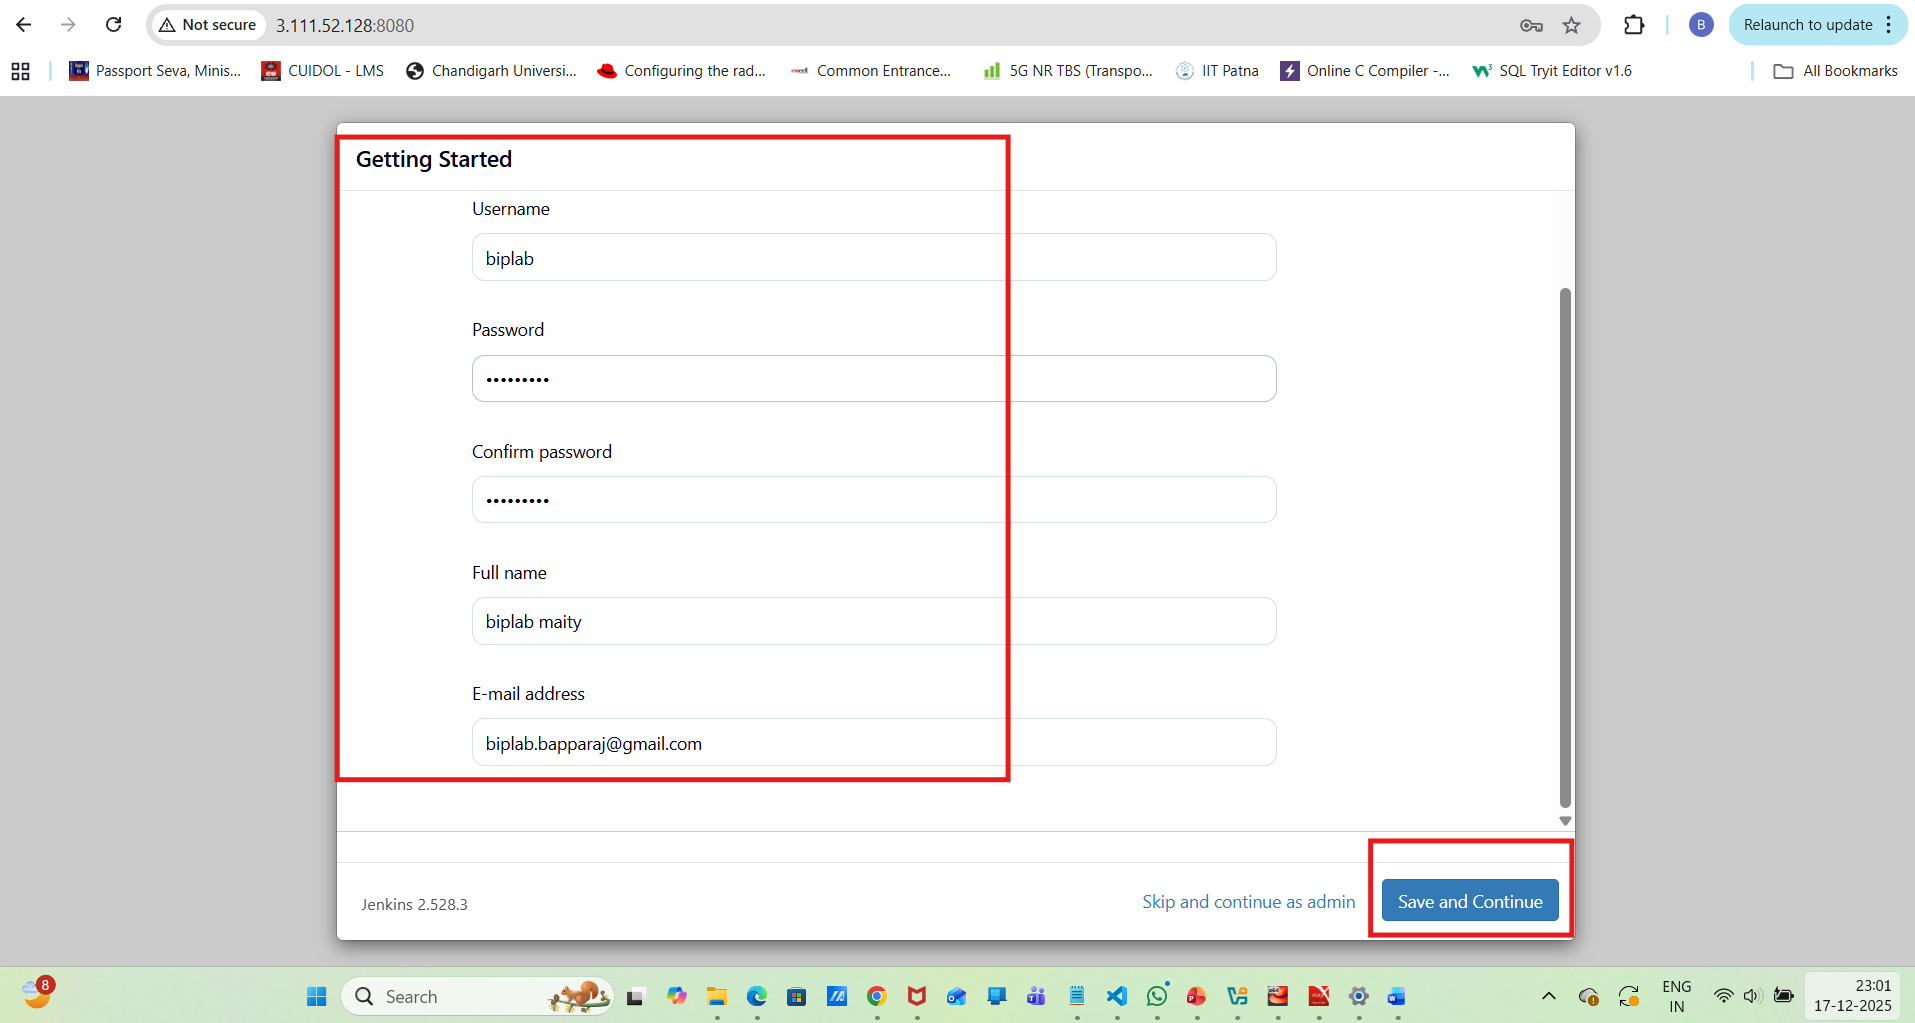 Not secure 3.111.52.128:8080 B Relaunch to update
Passport Seva, Minis... CUIDOL - LMS Chandigarh Universi... Configuring the rad... Common Entrance... 5G NR TBS (Transpo... IIT Patna Online C Compiler -... SQL Tryit Editor v1.6 All Bookmarks
Getting Started
Username
biplab
Password
•••••••••
Confirm password
•••••••••
Full name
biplab maity
E-mail address
biplab.bapparaj@gmail.com
Jenkins 2.528.3 Skip and continue as admin Save and Continue
8 Search ENG 23:01
IN 17-12-2025